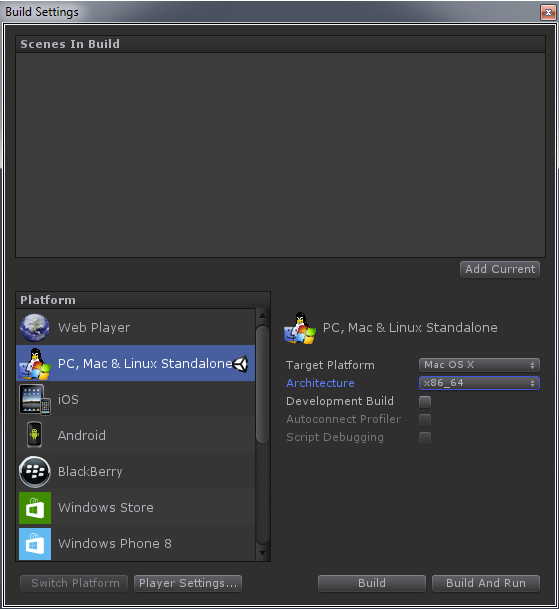 Build Settings
Scenes In Build
Add Current
Platform
Web Player
PC, Mac & Linux Standalone
iOS
Android
BlackBerry
Windows Store
Windows Phone 8
PC, Mac & Linux Standalone
Target Platform Mac OS X
Architecture x86_64
Development Build
Autoconnect Profiler
Script Debugging
Switch Platform Player Settings... Build Build And Run